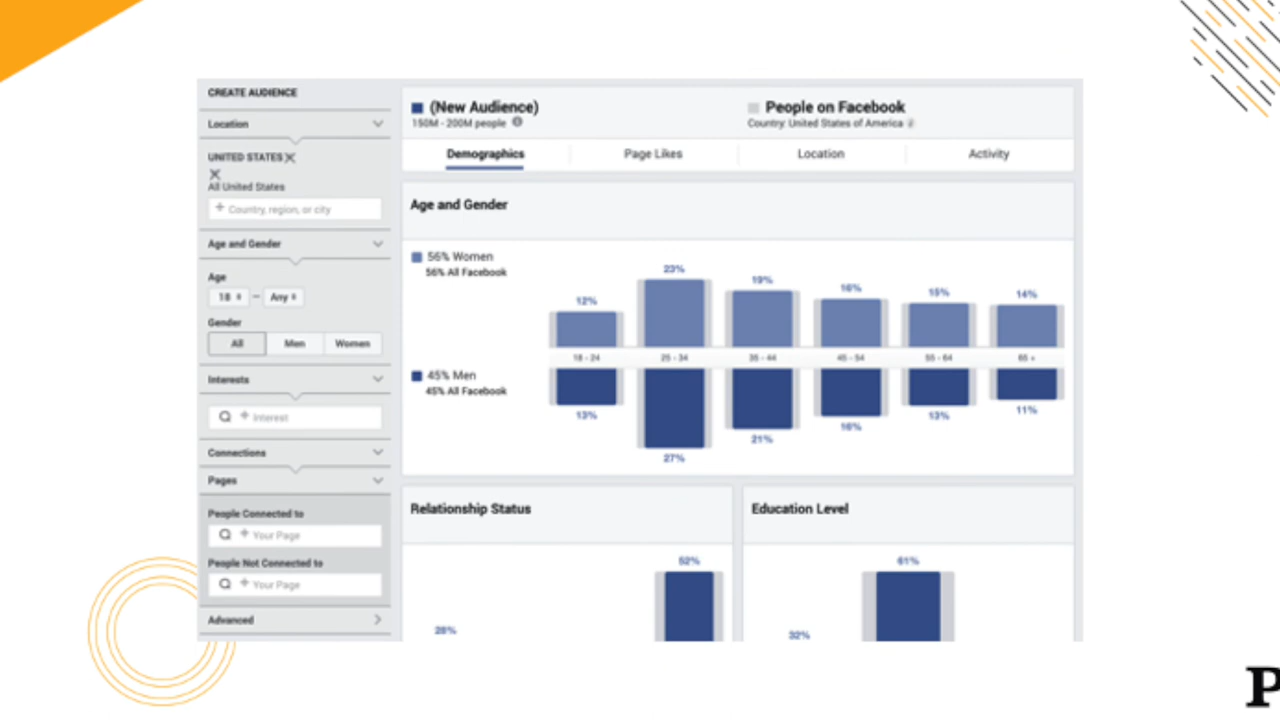 CREATE AUDIENCE
Location
UNITED STATES
All United States
+ Country, region, or city
Age and Gender
Age
18 – Any
Gender
All Men Women
Interests
+ Interest
Connections
Pages
People Connected to
+ Your Page
People Not Connected to
+ Your Page
Advanced
(New Audience)
150M - 200M people
People on Facebook
Country: United States of America
Demographics Page Likes Location Activity
Age and Gender
56% Women
56% All Facebook
12% 23% 19% 16% 15% 14%
18 - 24 25 - 34 35 - 44 45 - 54 55 - 64 65 +
45% Men
45% All Facebook
13% 27% 21% 16% 13% 11%
Relationship Status
28% 52%
Education Level
32% 61%
P